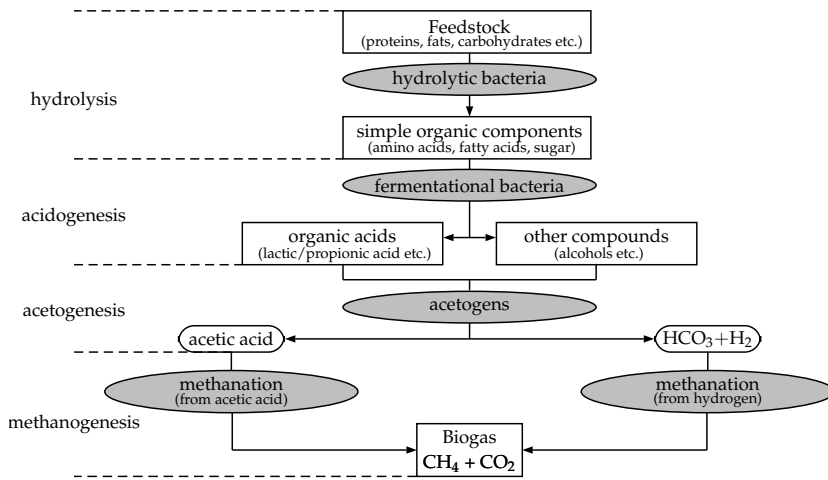 Feedstock
(proteins, fats, carbohydrates etc.)
hydrolytic bacteria
hydrolysis
simple organic components
(amino acids, fatty acids, sugar)
fermentational bacteria
acidogenesis
organic acids
(lactic/propionic acid etc.)
other compounds
(alcohols etc.)
acetogenesis
acetogens
acetic acid
HCO₃+H₂
methanation
(from acetic acid)
methanation
(from hydrogen)
methanogenesis
Biogas
CH₄ + CO₂